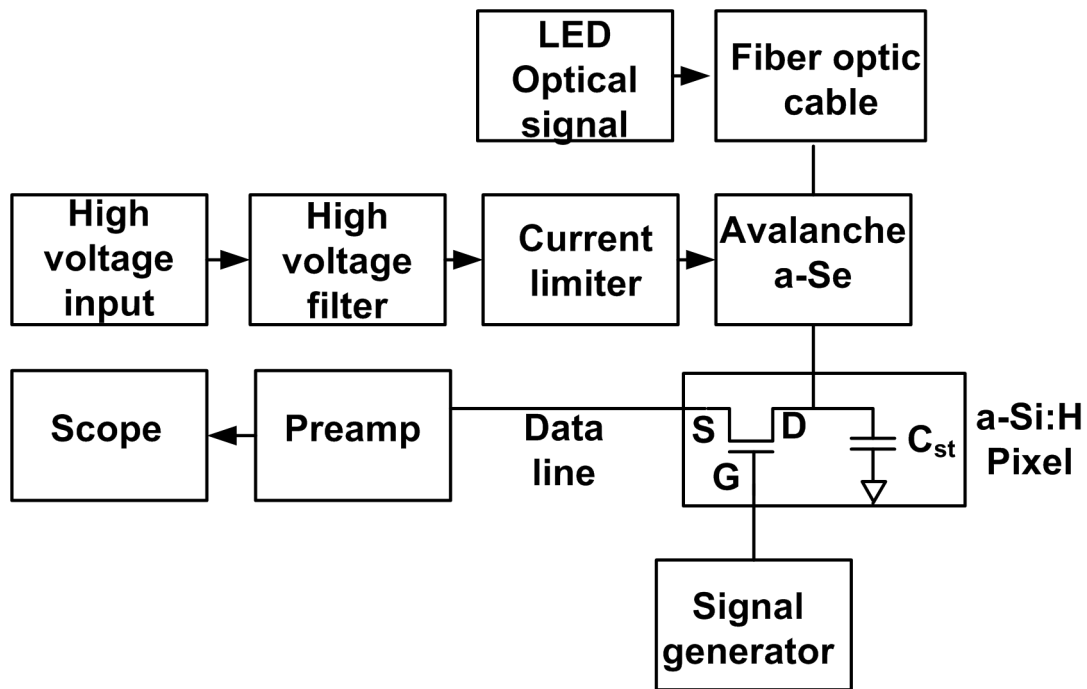 LED
Optical
signal
Fiber optic
cable
High
voltage
input
High
voltage
filter
Current
limiter
Avalanche
a-Se
Scope
Preamp
Data
line
S
D
G
Cst
a-Si:H
Pixel
Signal
generator